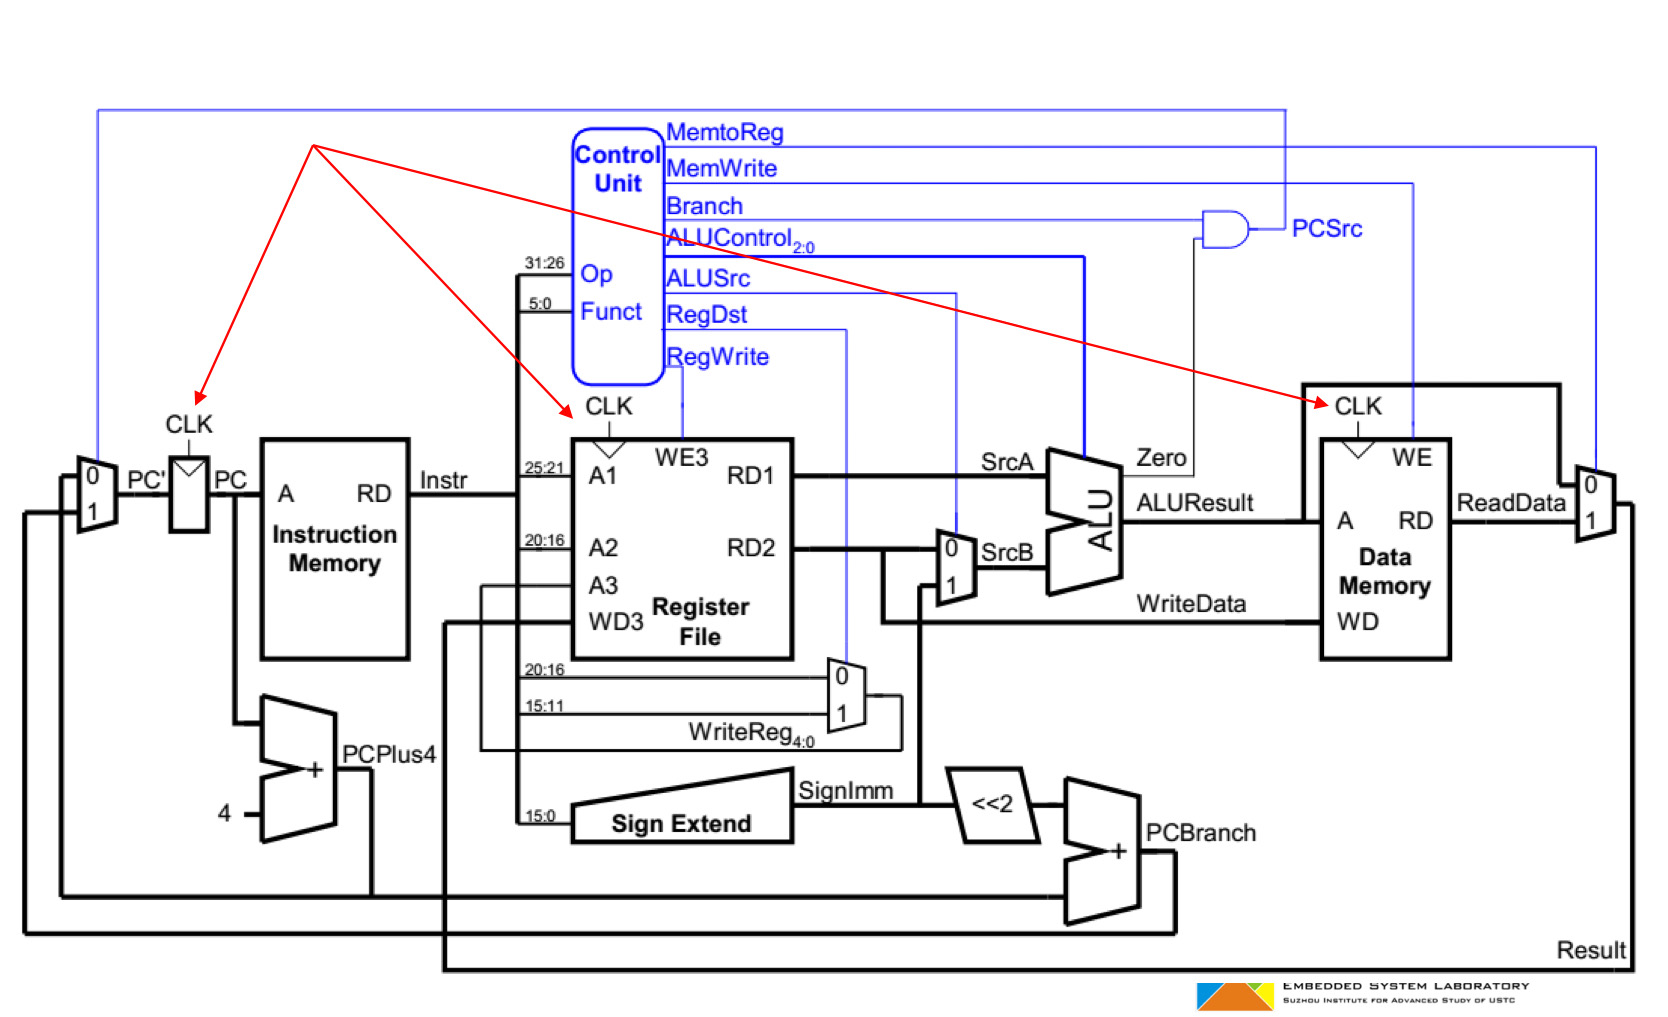 MemtoReg
Control
Unit
MemWrite
Branch
ALUControl2:0
PCSrc
31:26
Op
ALUSrc
5:0
Funct
RegDst
RegWrite
CLK
CLK
CLK
0
1
PC'
PC
A
RD
Instruction
Memory
Instr
25:21
A1
WE3
RD1
20:16
A2
RD2
A3
WD3
Register
File
SrcA
0
1
SrcB
ALU
Zero
ALUResult
WriteData
WE
A
RD
Data
Memory
WD
ReadData
0
1
20:16
0
15:11
1
WriteReg4:0
PCPlus4
+
4
15:0
Sign Extend
SignImm
<<2
+
PCBranch
Result
EMBEDDED SYSTEM LABORATORY
SUZHOU INSTITUTE FOR ADVANCED STUDY OF USTC